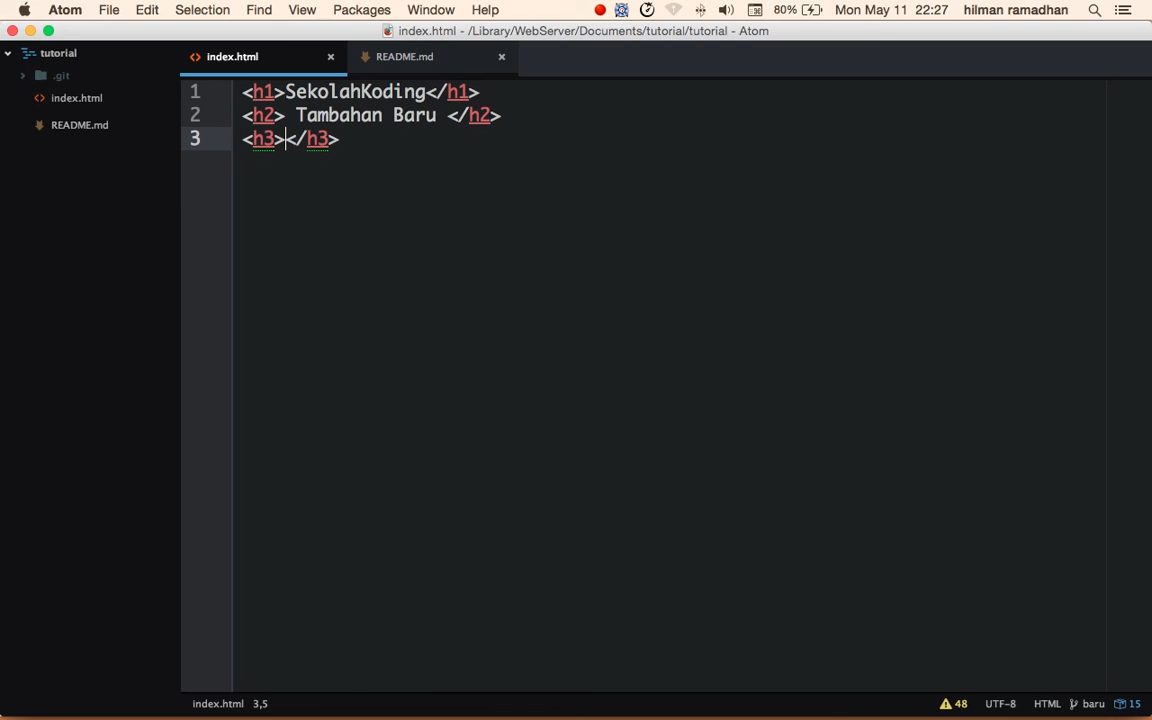 Atom File Edit View Selection Find View Packages Window Help 80% Mon May 11 22:27 hilman ramadhan
index.html - /Library/WebServer/Documents/tutorial/tutorial - Atom
tutorial
.git
index.html
README.md
index.html README.md
1 <h1>SekolahKoding</h1>
2 <h2> Tambahan Baru </h2>
3 <h3></h3>
index.html 3,5 48 UTF-8 HTML baru 15